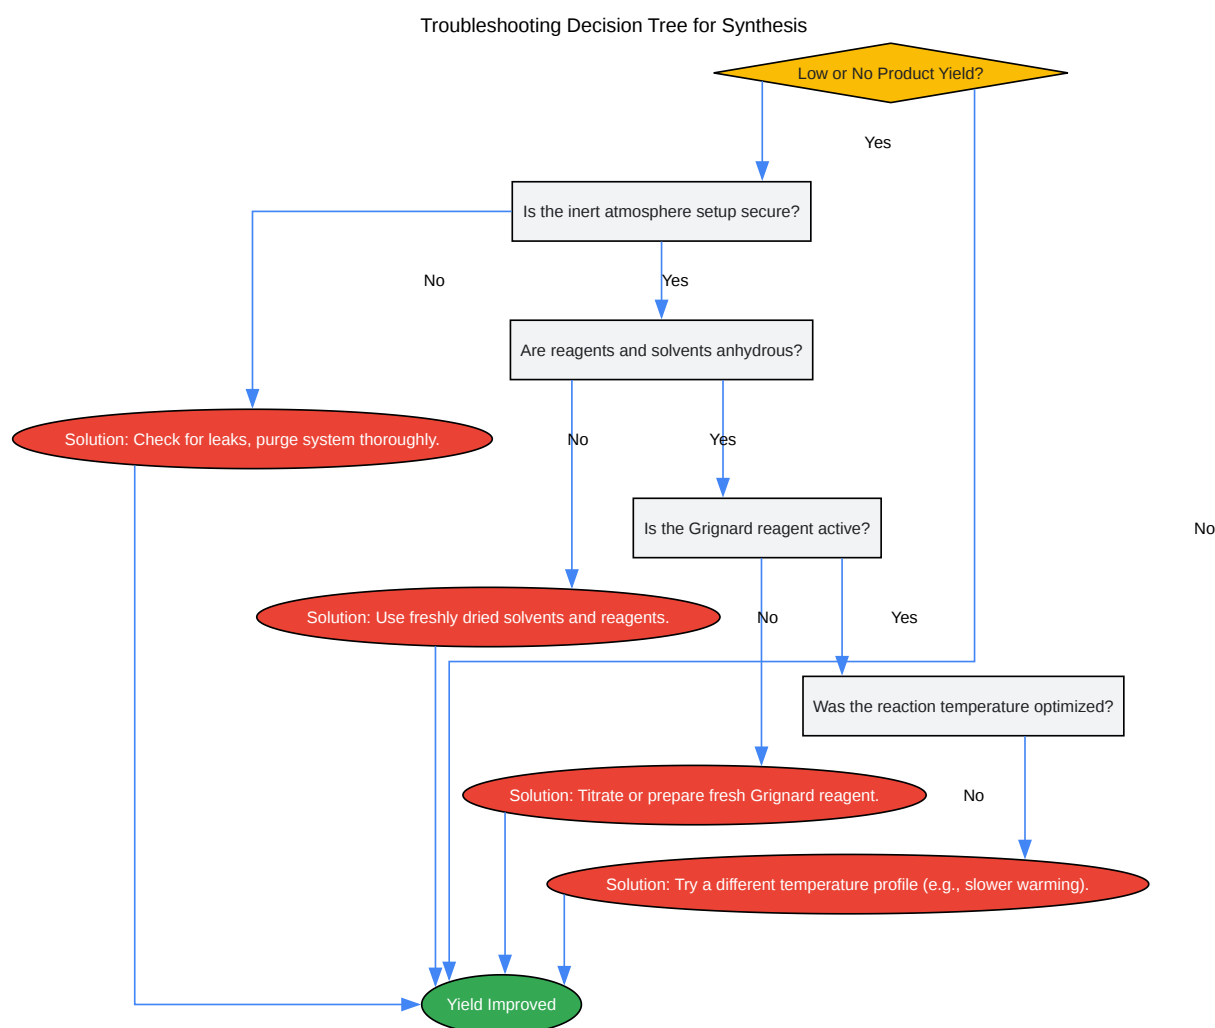 Troubleshooting Decision Tree for Synthesis
Low or No Product Yield?
Yes
Is the inert atmosphere setup secure?
No
Yes
Are reagents and solvents anhydrous?
Solution: Check for leaks, purge system thoroughly.
No
Yes
Is the Grignard reagent active?
No
Solution: Use freshly dried solvents and reagents.
No
Yes
Was the reaction temperature optimized?
Solution: Titrate or prepare fresh Grignard reagent.
No
Solution: Try a different temperature profile (e.g., slower warming).
Yield Improved